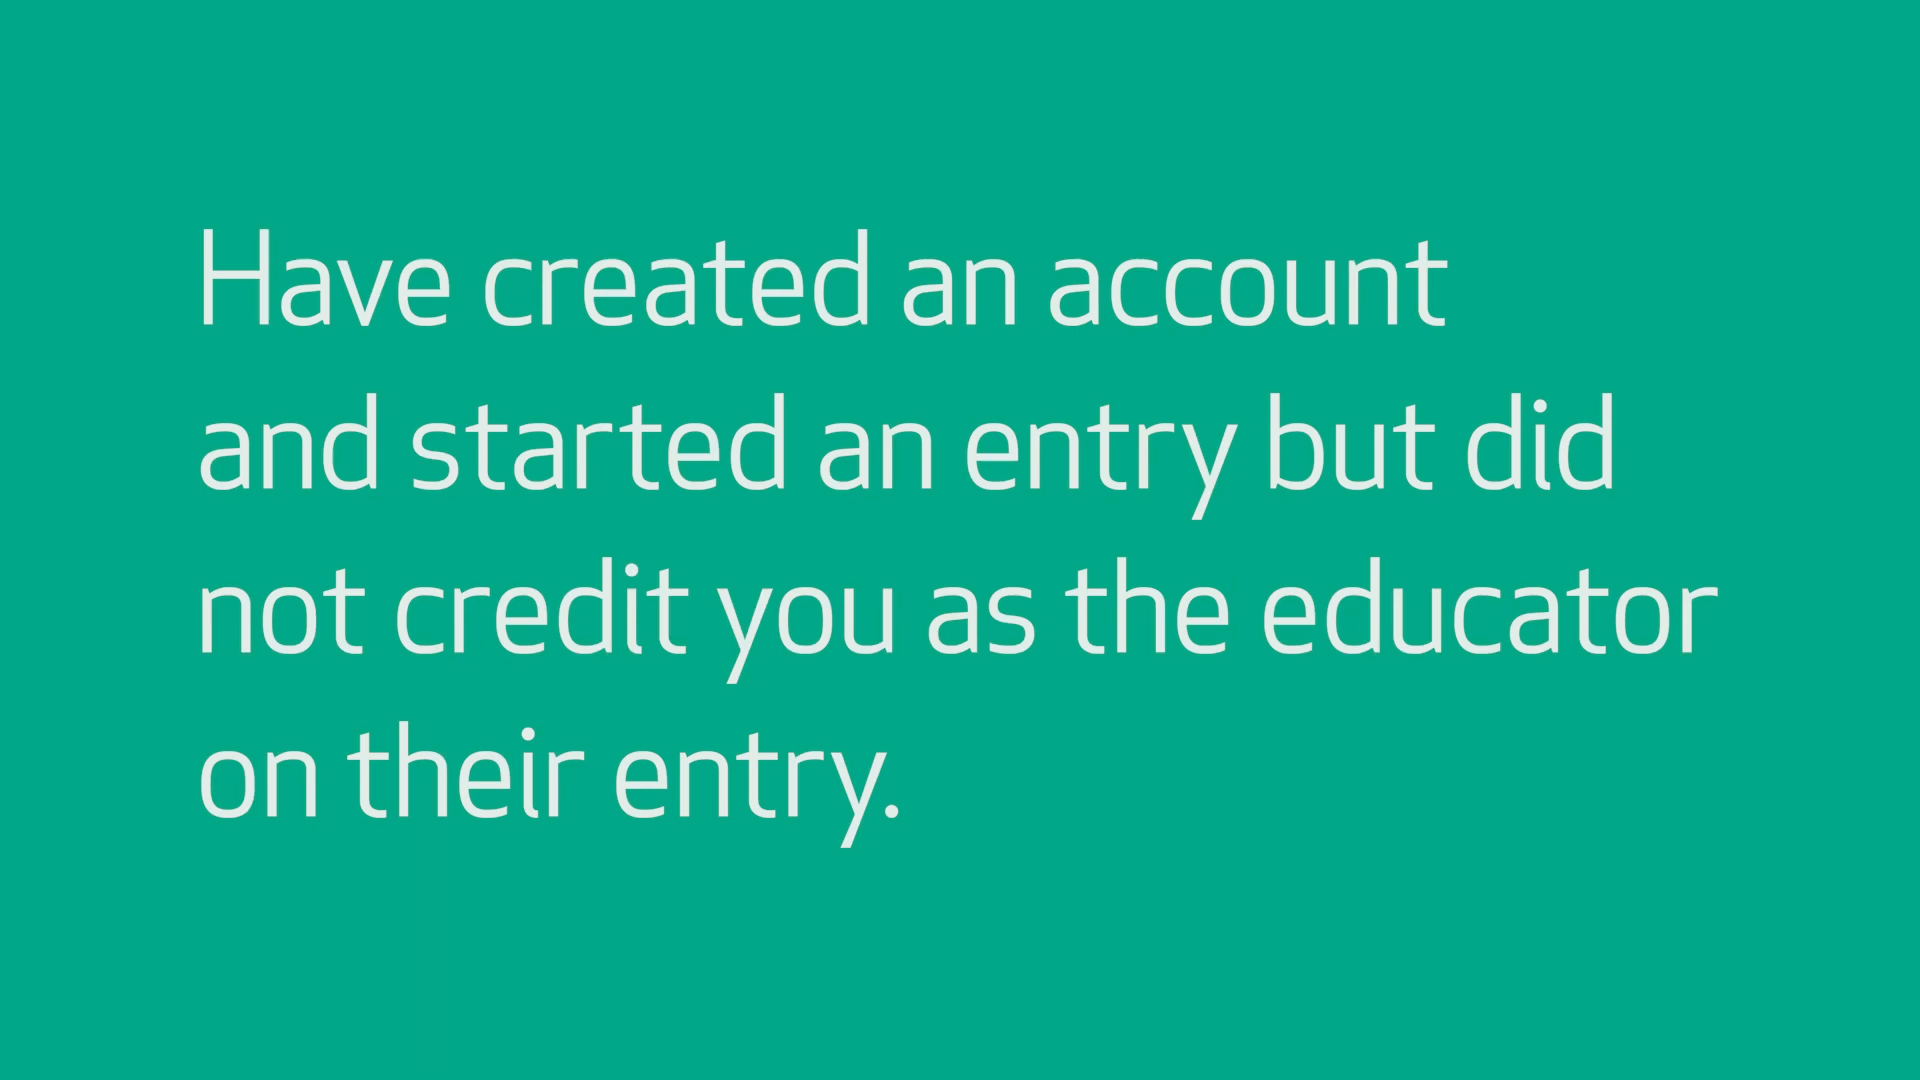 Have created an account
and started an entry but did
not credit you as the educator
on their entry.